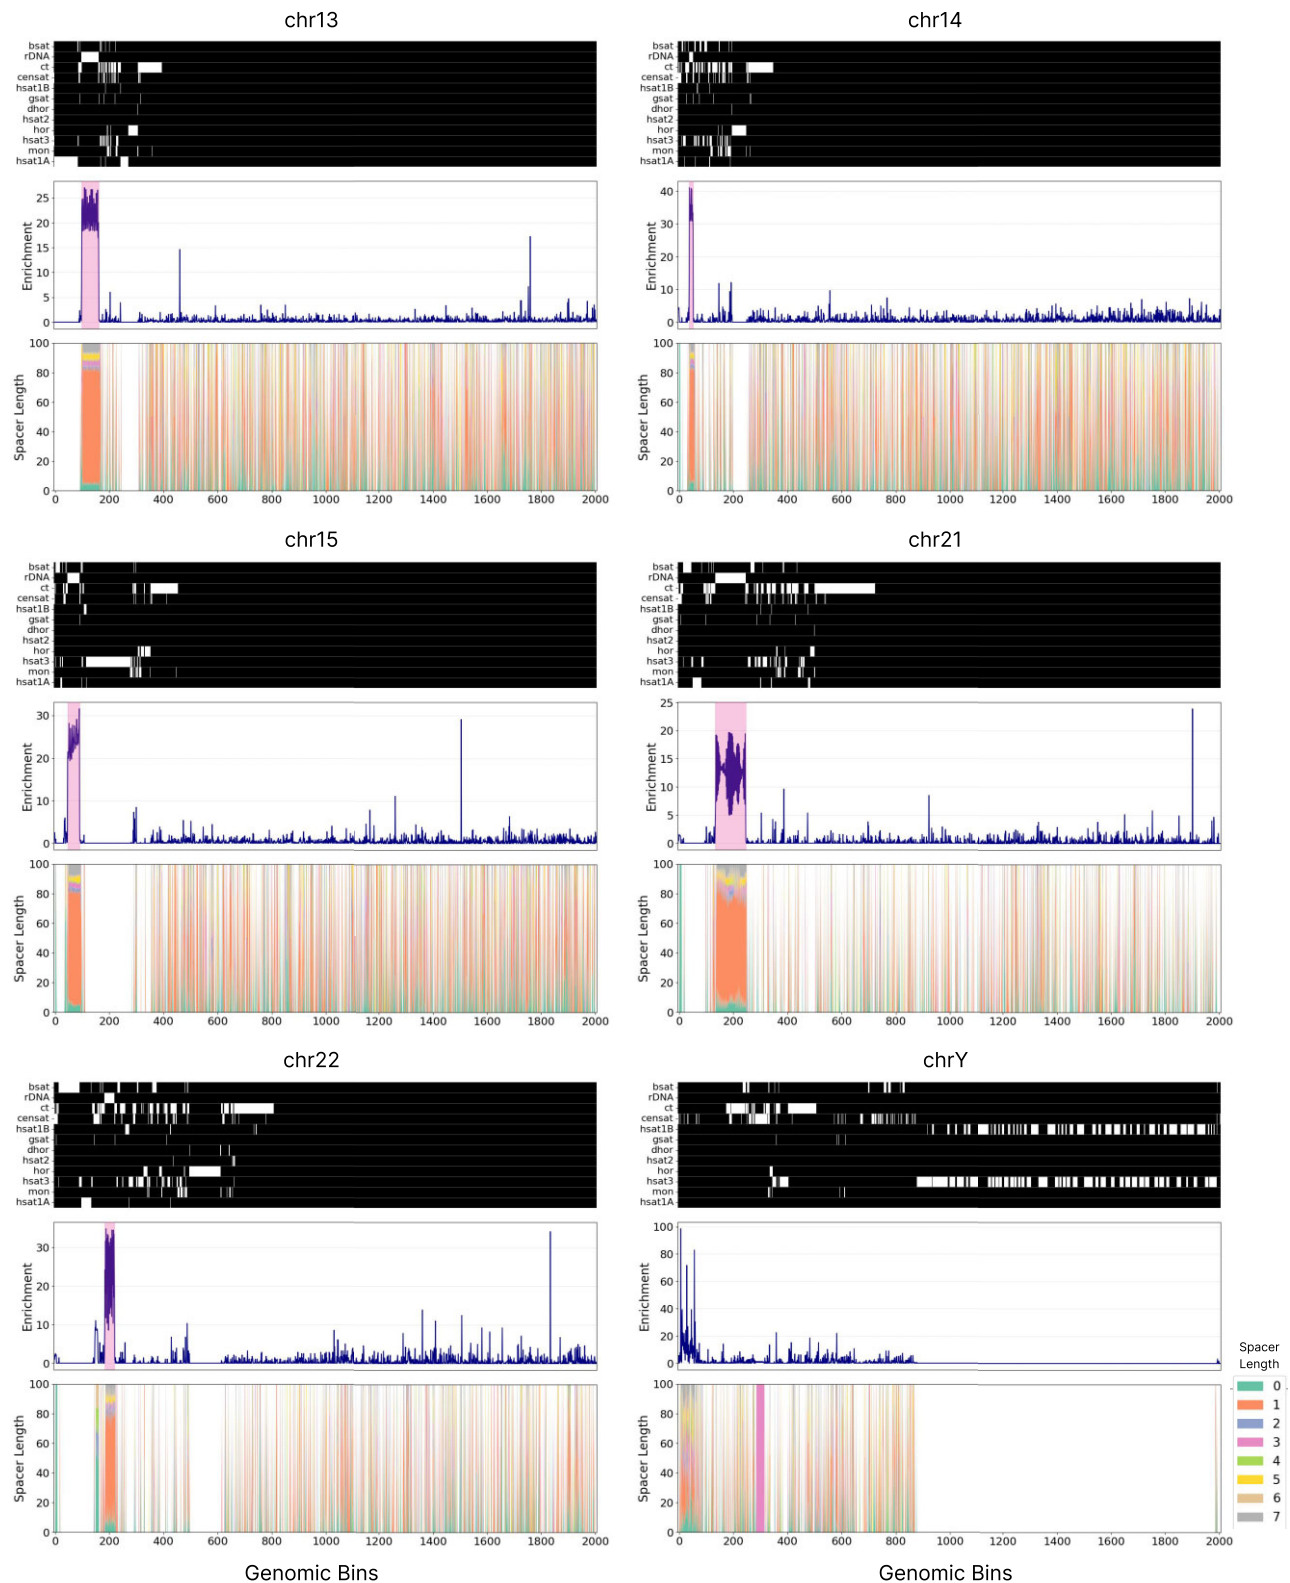 chr13
chr14
bsat
rDNA
ct
censat
hsat1B
gsat
dhor
hsat2
hor
hsat3
mon
hsat1A
bsat
rDNA
ct
censat
hsat1B
gsat
dhor
hsat2
hor
hsat3
mon
hsat1A
Enrichment
25
20
15
10
5
0
Enrichment
40
30
20
10
0
Spacer Length
100
80
60
40
20
0
0 200 400 600 800 1000 1200 1400 1600 1800 2000
Spacer Length
100
80
60
40
20
0
0 200 400 600 800 1000 1200 1400 1600 1800 2000
chr15
chr21
bsat
rDNA
ct
censat
hsat1B
gsat
dhor
hsat2
hor
hsat3
mon
hsat1A
bsat
rDNA
ct
censat
hsat1B
gsat
dhor
hsat2
hor
hsat3
mon
hsat1A
Enrichment
30
20
10
0
Enrichment
25
20
15
10
5
0
Spacer Length
100
80
60
40
20
0
0 200 400 600 800 1000 1200 1400 1600 1800 2000
Spacer Length
100
80
60
40
20
0
0 200 400 600 800 1000 1200 1400 1600 1800 2000
chr22
chrY
bsat
rDNA
ct
censat
hsat1B
gsat
dhor
hsat2
hor
hsat3
mon
hsat1A
bsat
rDNA
ct
censat
hsat1B
gsat
dhor
hsat2
hor
hsat3
mon
hsat1A
Enrichment
30
20
10
0
Enrichment
100
80
60
40
20
0
Spacer Length
100
80
60
40
20
0
0 200 400 600 800 1000 1200 1400 1600 1800 2000
Spacer Length
100
80
60
40
20
0
0 200 400 600 800 1000 1200 1400 1600 1800 2000
Spacer
Length
0
1
2
3
4
5
6
7
Genomic Bins
Genomic Bins